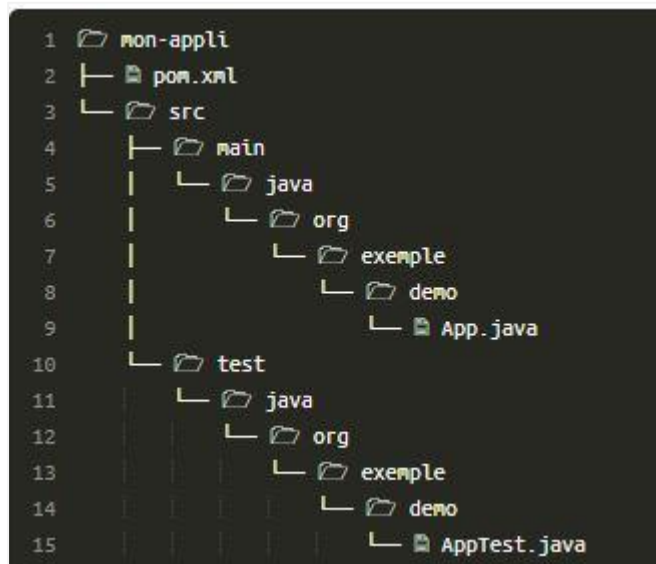 1 mon-appli
2 ├── pom.xml
3 └── src
4 ├── main
5 │ └── java
6 │ └── org
7 │ └── exemple
8 │ └── demo
9 │ └── App.java
10 └── test
11 └── java
12 └── org
13 └── exemple
14 └── demo
15 └── AppTest.java